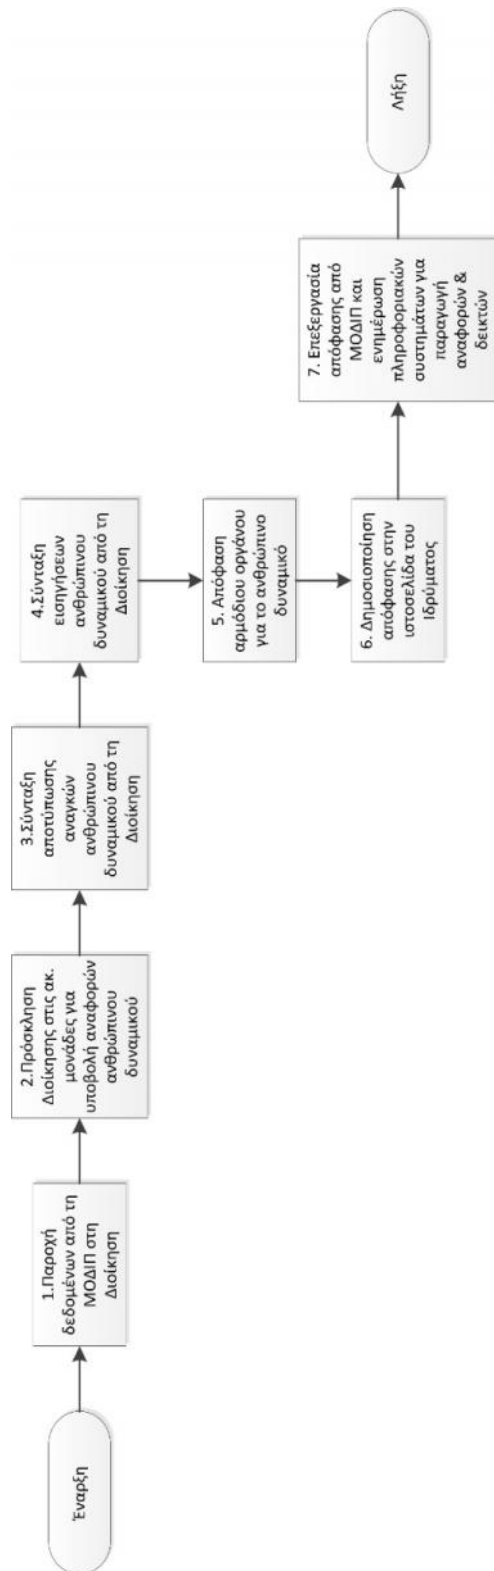 Έναρξη
1.Παροχή
δεδομένων από τη
ΜΟΔΙΠ στη
Διοίκηση
2.Πρόσκληση
Διοίκησης στις ακ.
μονάδες για
υποβολή αναφορών
ανθρώπινου
δυναμικού
3.Σύνταξη
αποτύπωσης
αναγκών
ανθρώπινου
δυναμικού από τη
Διοίκηση
4.Σύνταξη
εισηγήσεων
ανθρώπινου
δυναμικού από τη
Διοίκηση
5. Απόφαση
αρμόδιου οργάνου
για το ανθρώπινο
δυναμικό
6. Δημοσιοποίηση
απόφασης στην
ιστοσελίδα του
Ιδρύματος
7. Επεξεργασία
απόφασης από
ΜΟΔΙΠ και
ενημέρωση
πληροφοριακών
συστημάτων για
παραγωγή
αναφορών &
δεικτών
Λήξη